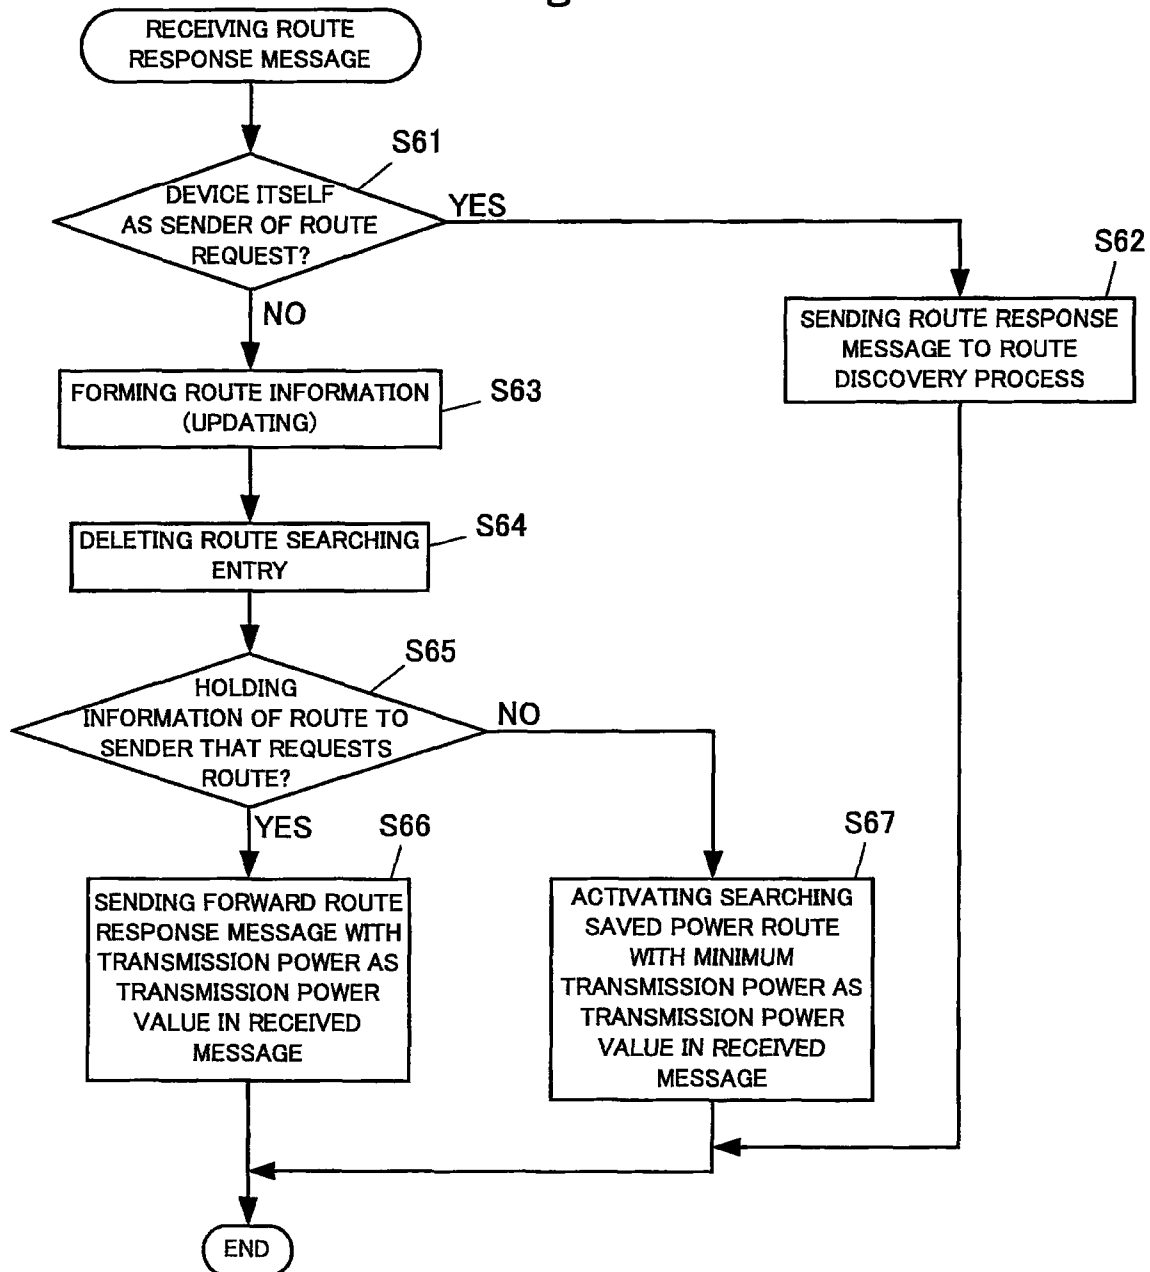 RECEIVING ROUTE
RESPONSE MESSAGE
S61
DEVICE ITSELF
AS SENDER OF ROUTE
REQUEST?
YES
NO
S62
SENDING ROUTE RESPONSE
MESSAGE TO ROUTE
DISCOVERY PROCESS
FORMING ROUTE INFORMATION
(UPDATING)
S63
DELETING ROUTE SEARCHING
ENTRY
S64
S65
HOLDING
INFORMATION OF ROUTE TO
SENDER THAT REQUESTS
ROUTE?
NO
YES
S66
SENDING FORWARD ROUTE
RESPONSE MESSAGE WITH
TRANSMISSION POWER AS
TRANSMISSION POWER
VALUE IN RECEIVED
MESSAGE
S67
ACTIVATING SEARCHING
SAVED POWER ROUTE
WITH MINIMUM
TRANSMISSION POWER AS
TRANSMISSION POWER
VALUE IN RECEIVED
MESSAGE
END